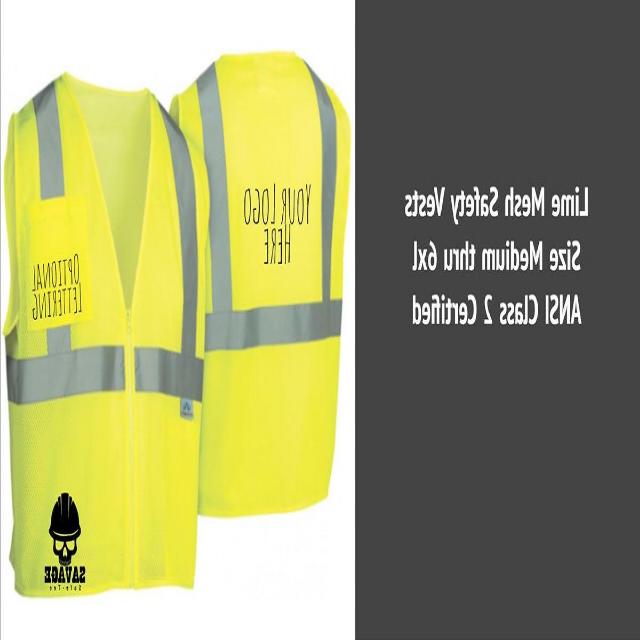 Lime Mesh Safety Vests
Size Medium thru 6xl
ANSI Class 2 Certified
YOUR LOGO
HERE
OPTIONAL
LETTERING
SAVAGE
Safe-Tee